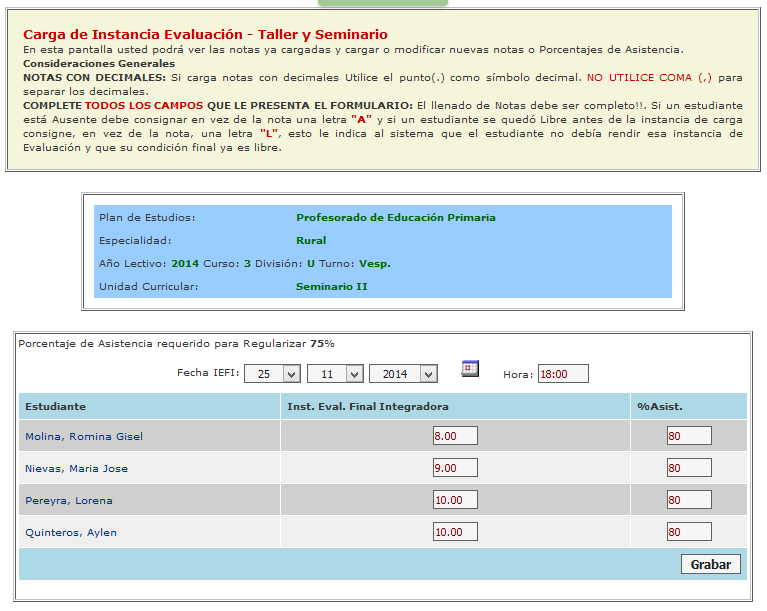 Carga de Instancia Evaluación - Taller y Seminario
En esta pantalla usted podrá ver las notas ya cargadas y cargar o modificar nuevas notas o Porcentajes de Asistencia.
Consideraciones Generales
NOTAS CON DECIMALES: Si carga notas con decimales Utilice el punto(.) como símbolo decimal. NO UTILICE COMA (,) para
separar los decimales.
COMPLETE TODOS LOS CAMPOS QUE LE PRESENTA EL FORMULARIO: El llenado de Notas debe ser completo!!. Si un estudiante
está Ausente debe consignar en vez de la nota una letra "A" y si un estudiante se quedó Libre antes de la instancia de carga
consigne, en vez de la nota, una letra "L", esto le indica al sistema que el estudiante no debía rendir esa instancia de
Evaluación y que su condición final ya es libre.
Plan de Estudios: Profesorado de Educación Primaria
Especialidad: Rural
Año Lectivo: 2014 Curso: 3 División: U Turno: Vesp.
Unidad Curricular: Seminario II
Porcentaje de Asistencia requerido para Regularizar 75%
Fecha IEFI: 25 11 2014 Hora: 18:00
Estudiante Inst. Eval. Final Integradora %Asist.
Molina, Romina Gisel 8.00 80
Nievas, Maria Jose 9.00 80
Pereyra, Lorena 10.00 80
Quinteros, Aylen 10.00 80
Grabar